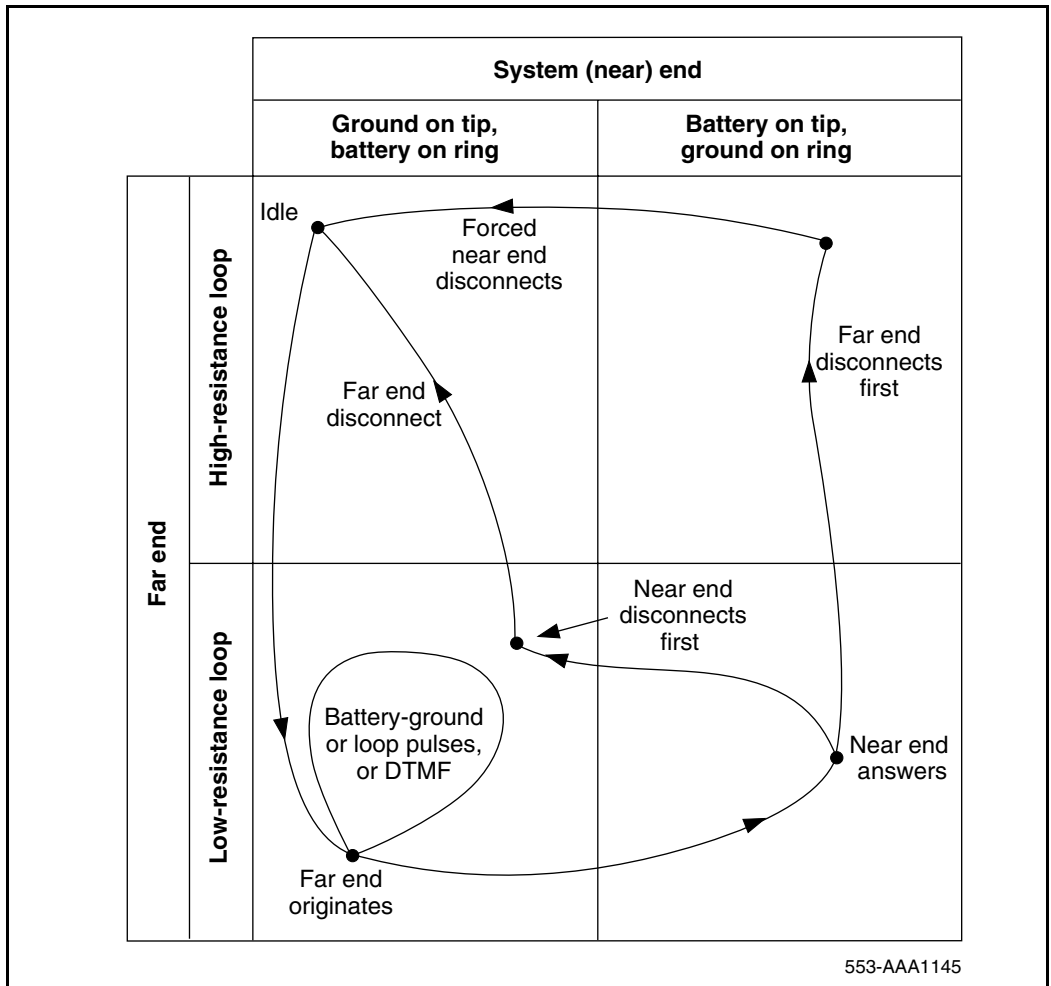 System (near) end
Ground on tip,
battery on ring
Battery on tip,
ground on ring
Far end
High-resistance loop
Low-resistance loop
Idle
Forced
near end
disconnects
Far end
disconnects
first
Far end
disconnect
Near end
disconnects
first
Battery-ground
or loop pulses,
or DTMF
Near end
answers
Far end
originates
553-AAA1145